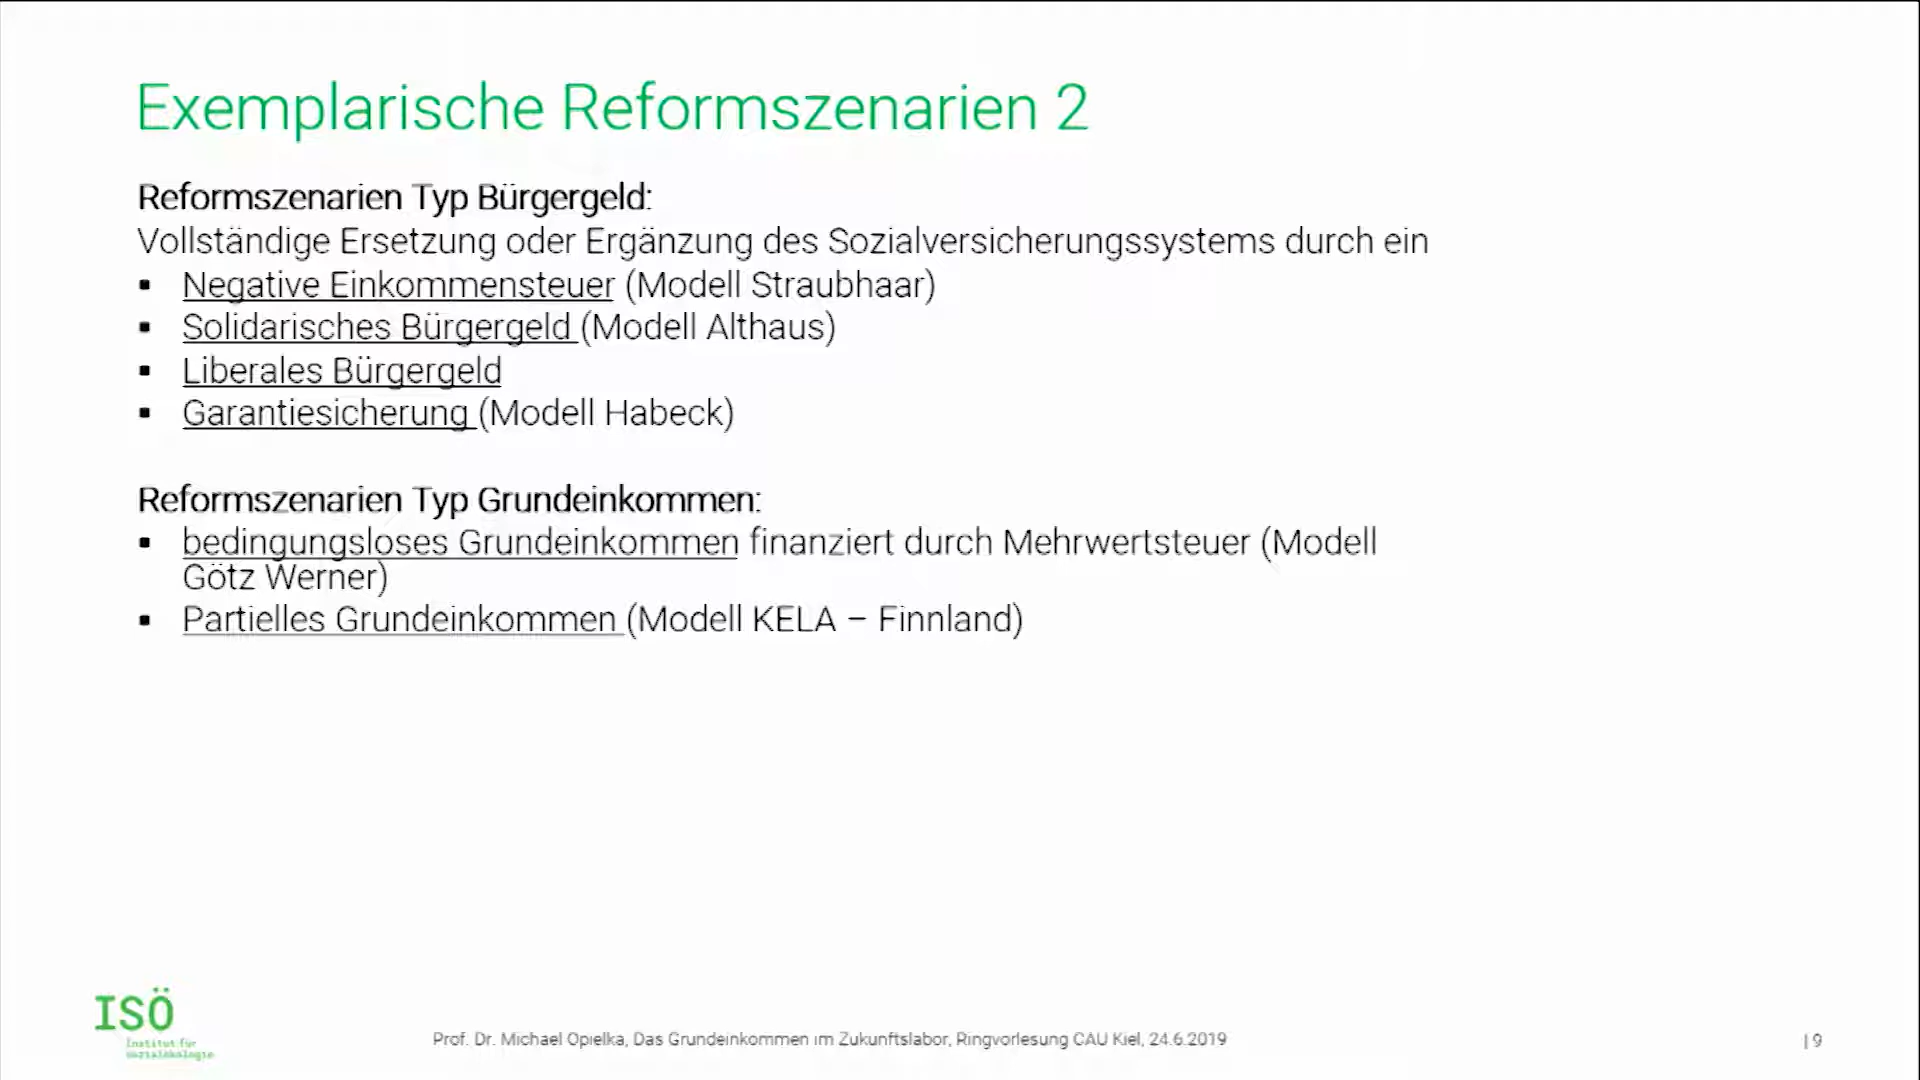 Exemplarische Reformszenarien 2
Reformszenarien Typ Bürgergeld:
Vollständige Ersetzung oder Ergänzung des Sozialversicherungssystems durch ein
▪ Negative Einkommensteuer (Modell Straubhaar)
▪ Solidarisches Bürgergeld (Modell Althaus)
▪ Liberales Bürgergeld
▪ Garantiesicherung (Modell Habeck)
Reformszenarien Typ Grundeinkommen:
▪ bedingungsloses Grundeinkommen finanziert durch Mehrwertsteuer (Modell
Götz Werner)
▪ Partielles Grundeinkommen (Modell KELA – Finnland)
ISÖ
Institut für
Sozialökologie
Prof. Dr. Michael Opielka, Das Grundeinkommen im Zukunftslabor, Ringvorlesung CAU Kiel, 24.6.2019
| 9